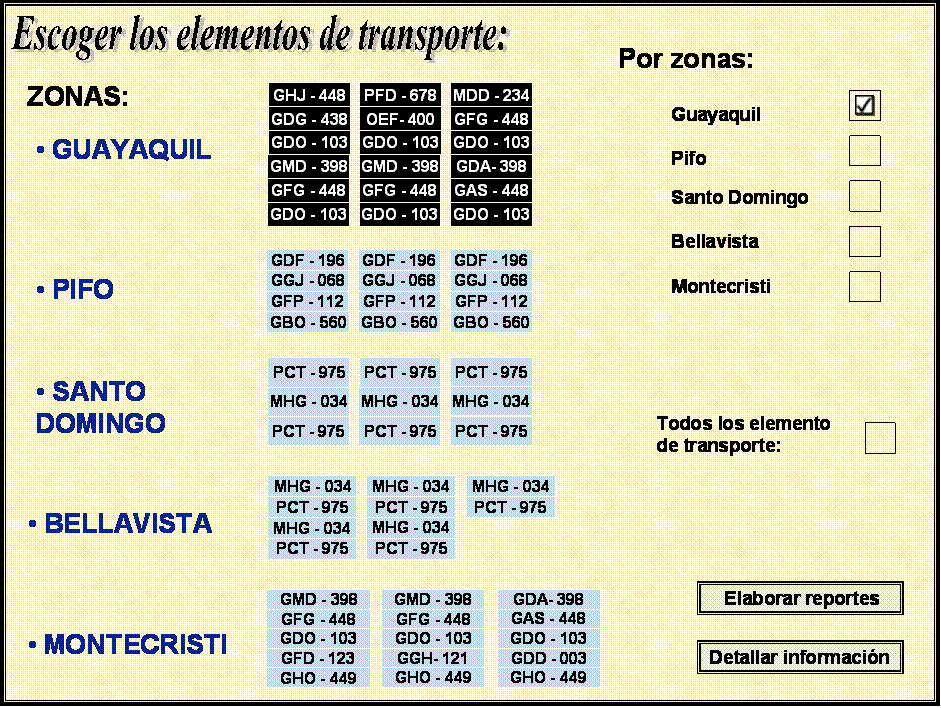 Escoger los elementos de transporte:
Por zonas:
ZONAS:
• GUAYAQUIL
GHJ - 448 PFD - 678 MDD - 234
GDG - 438 OEF- 400 GFG - 448
GDO - 103 GDO - 103 GDO - 103
GMD - 398 GMD - 398 GDA- 398
GFG - 448 GFG - 448 GAS - 448
GDO - 103 GDO - 103 GDO - 103
• PIFO
GDF - 196 GDF - 196 GDF - 196
GGJ - 068 GGJ - 068 GGJ - 068
GFP - 112 GFP - 112 GFP - 112
GBO - 560 GBO - 560 GBO - 560
• SANTO
DOMINGO
PCT - 975 PCT - 975 PCT - 975
MHG - 034 MHG - 034 MHG - 034
PCT - 975 PCT - 975 PCT - 975
• BELLAVISTA
MHG - 034 MHG - 034 MHG - 034
PCT - 975 PCT - 975 PCT - 975
MHG - 034 MHG - 034
PCT - 975 PCT - 975
• MONTECRISTI
GMD - 398 GMD - 398 GDA- 398
GFG - 448 GFG - 448 GAS - 448
GDO - 103 GDO - 103 GDO - 103
GFD - 123 GGH- 121 GDD - 003
GHO - 449 GHO - 449 GHO - 449
Guayaquil
Pifo
Santo Domingo
Bellavista
Montecristi
Todos los elemento
de transporte:
Elaborar reportes
Detallar información